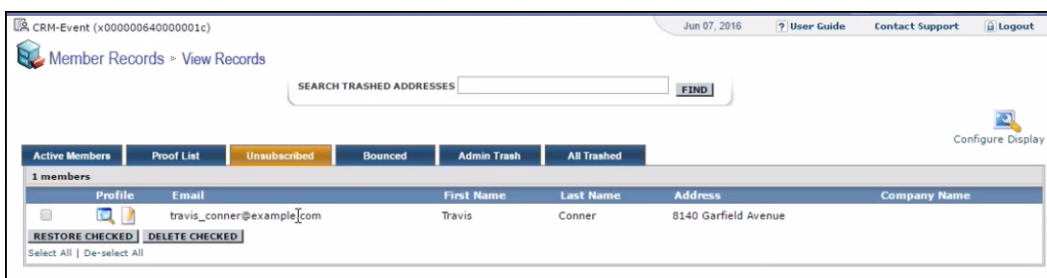 CRM-Event (x000000640000001c) Jun 07, 2016 ? User Guide Contact Support Logout
Member Records » View Records
SEARCH TRASHED ADDRESSES FIND
Configure Display
Active Members Proof List Unsubscribed Bounced Admin Trash All Trashed
1 members
Profile Email First Name Last Name Address Company Name
travis_conner@example.com Travis Conner 8140 Garfield Avenue
RESTORE CHECKED DELETE CHECKED
Select All | De-select All